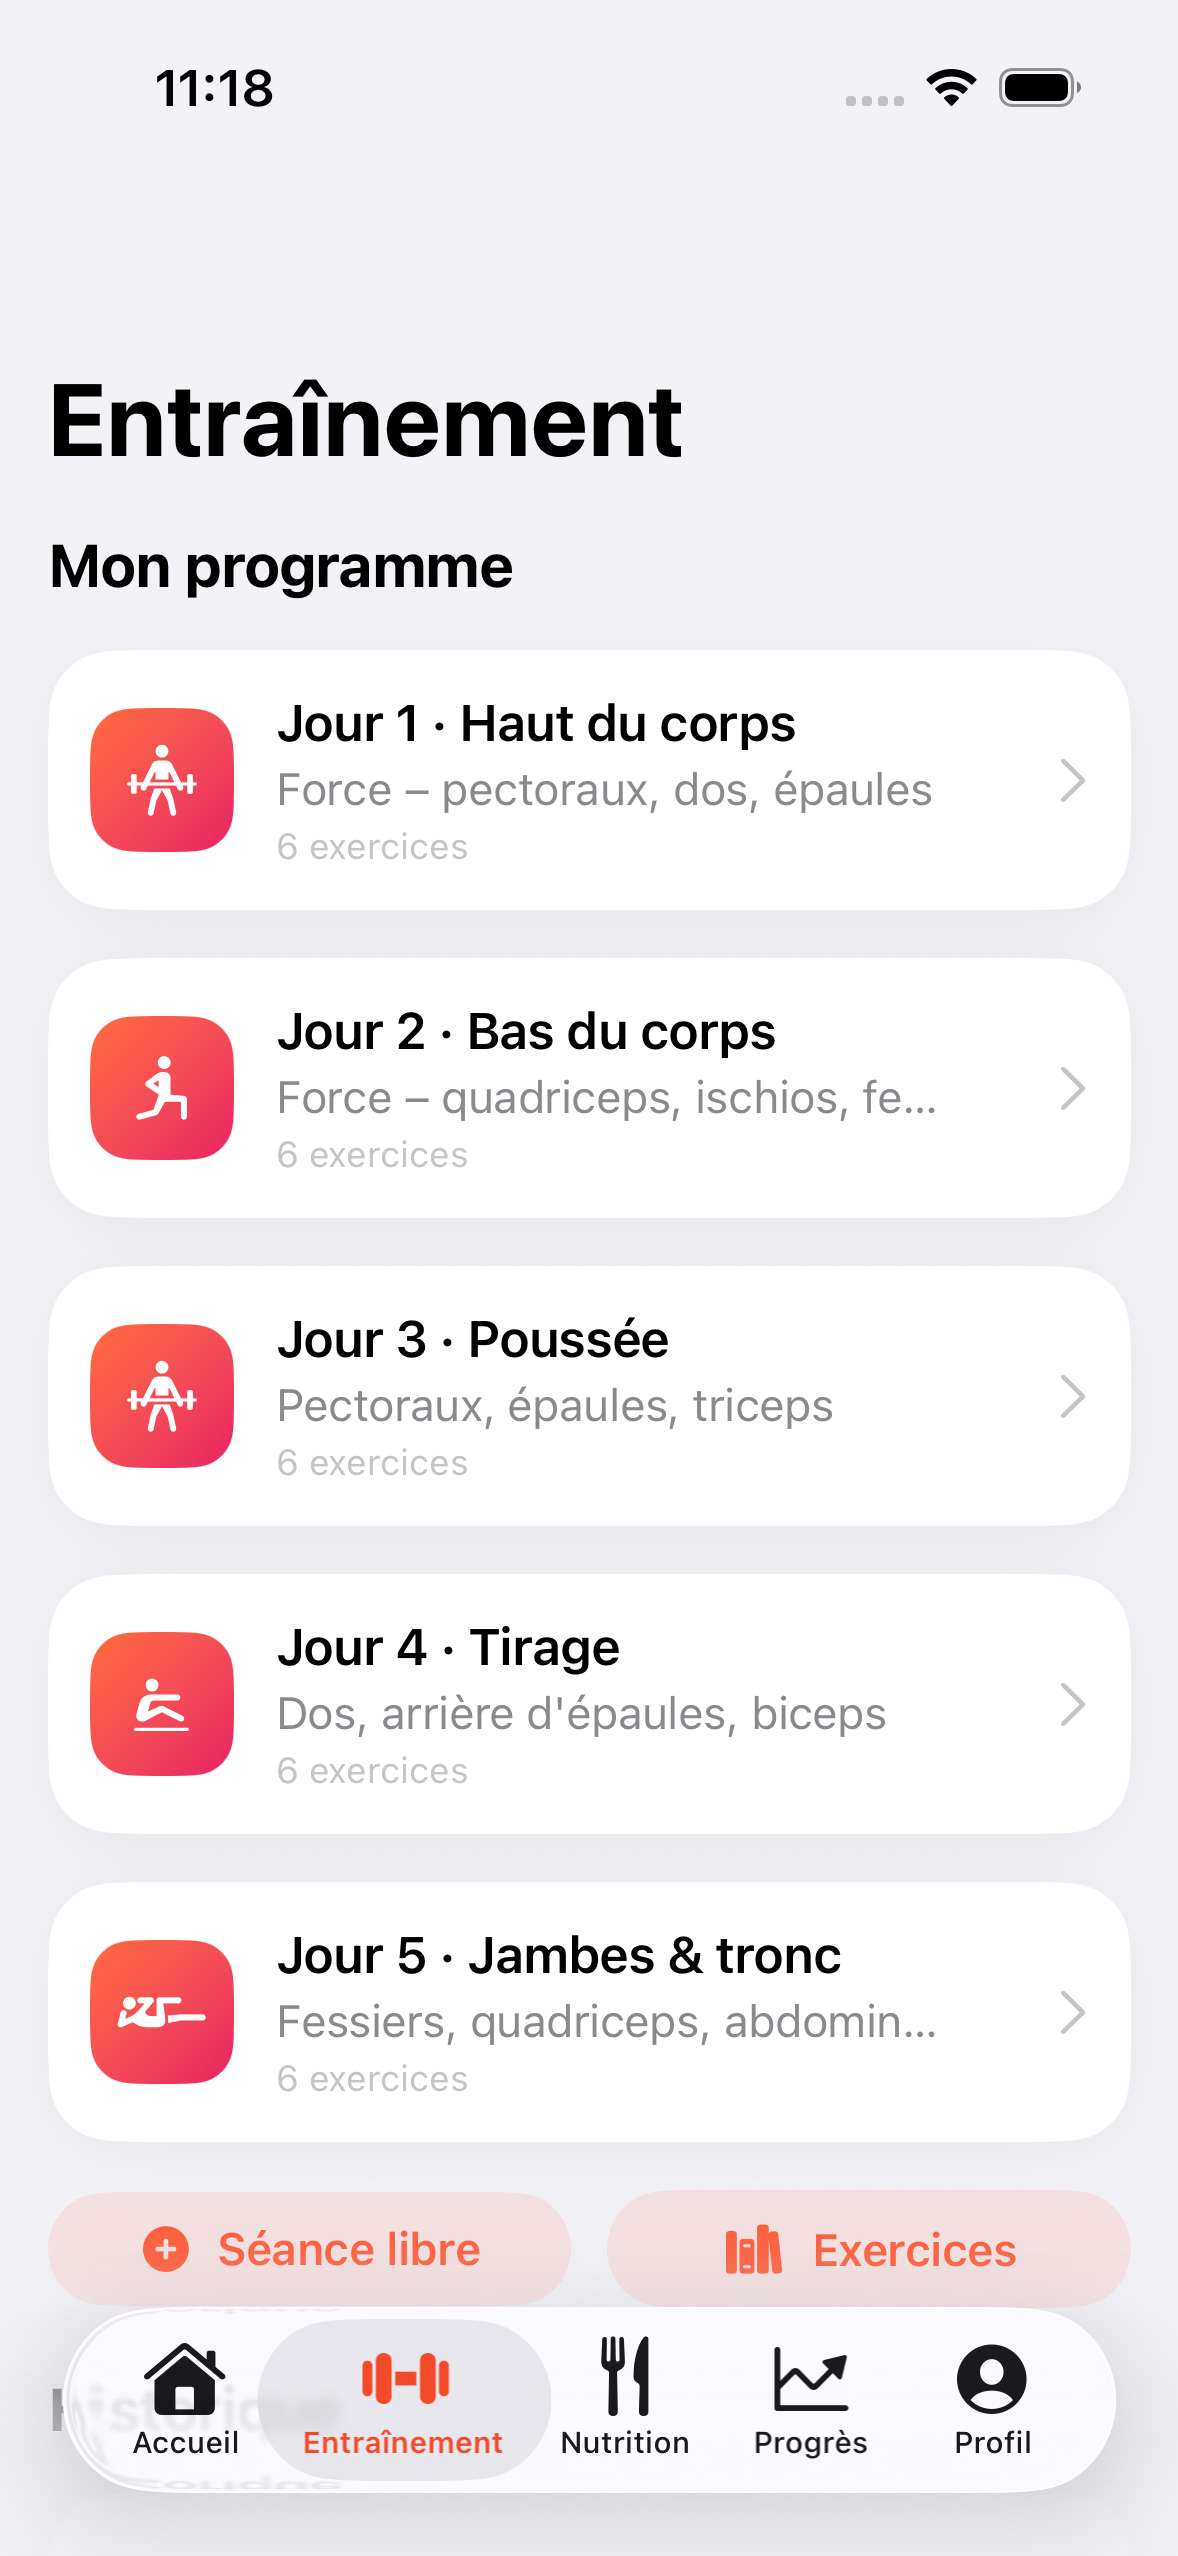 11:18
Entraînement
Mon programme
Jour 1 · Haut du corps
Force – pectoraux, dos, épaules
6 exercices
Jour 2 · Bas du corps
Force – quadriceps, ischios, fe...
6 exercices
Jour 3 · Poussée
Pectoraux, épaules, triceps
6 exercices
Jour 4 · Tirage
Dos, arrière d'épaules, biceps
6 exercices
Jour 5 · Jambes & tronc
Fessiers, quadriceps, abdomin...
6 exercices
Séance libre
Exercices
Historique
Accueil
Entraînement
Nutrition
Progrès
Profil